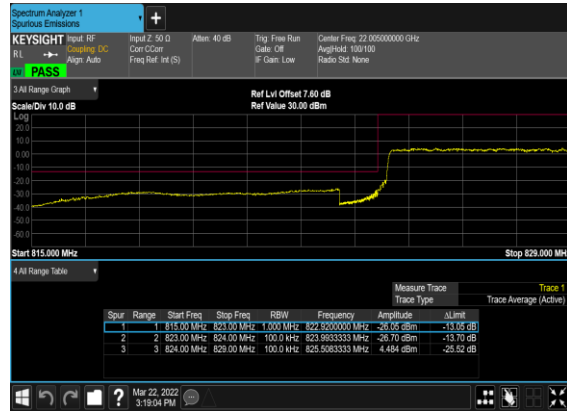 Spectrum Analyzer 1
Spurious Emissions
KEYSIGHT Input: RF Input Z: 50 Ω Atten: 40 dB Trig: Free Run Center Freq: 22.005000000 GHz
RL Coupling: DC Corr CCorr Gate: Off Avg|Hold: 100/100
Align: Auto Freq Ref: Int (S) IF Gain: Low Radio Std: None
PASS
3 All Range Graph
Ref Lvl Offset 7.60 dB
Scale/Div 10.0 dB Ref Value 30.00 dBm
Log
20.0
10.0
0.00
-10.0
-20.0
-30.0
-40.0
-50.0
-60.0
Start 815.000 MHz Stop 829.000 MH
4 All Range Table
Measure Trace Trace 1
Trace Type Trace Average (Active)
Spur Range Start Freq Stop Freq RBW Frequency Amplitude ΔLimit
1 1 815.00 MHz 823.00 MHz 1.000 MHz 822.9200000 MHz -26.05 dBm -13.05 dB
2 2 823.00 MHz 824.00 MHz 100.0 kHz 823.9933333 MHz -26.70 dBm -13.70 dB
3 3 824.00 MHz 829.00 MHz 100.0 kHz 825.5083333 MHz 4.484 dBm -25.52 dB
? Mar 22, 2022
3:19:04 PM